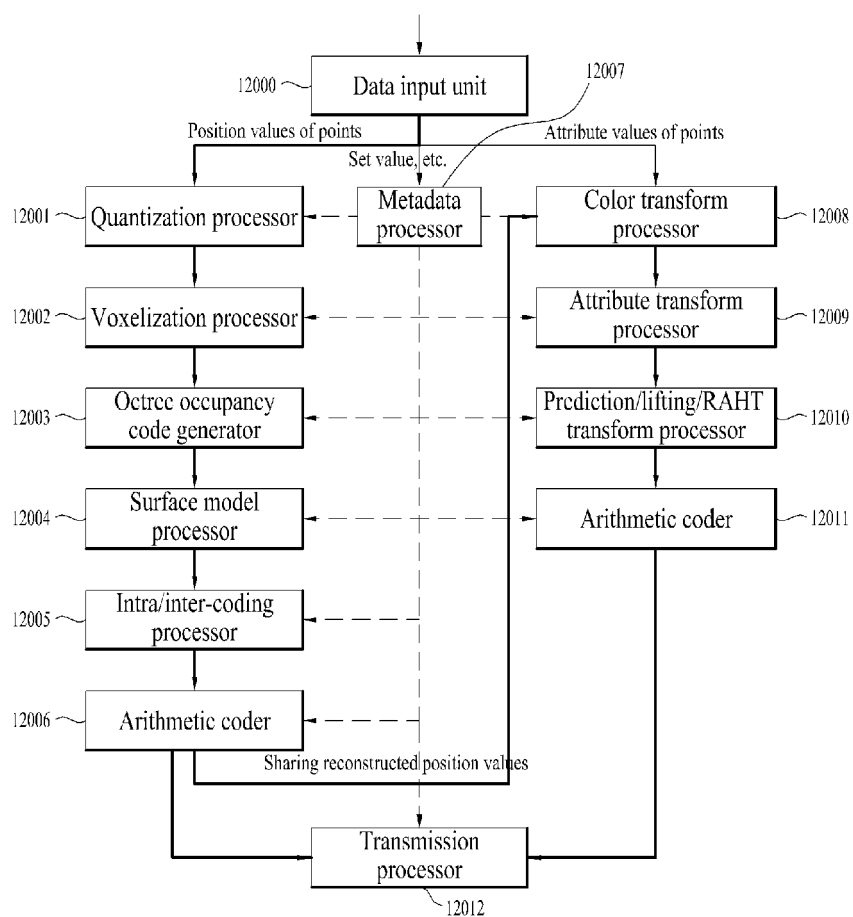 12000
Data input unit
12007
Position values of points
Set value, etc.
Attribute values of points
12001
Quantization processor
Metadata
processor
Color transform
processor
12008
12002
Voxelization processor
Attribute transform
processor
12009
12003
Octree occupancy
code generator
Prediction/lifting/RAHT
transform processor
12010
12004
Surface model
processor
Arithmetic coder
12011
12005
Intra/inter-coding
processor
12006
Arithmetic coder
Sharing reconstructed position values
Transmission
processor
12012